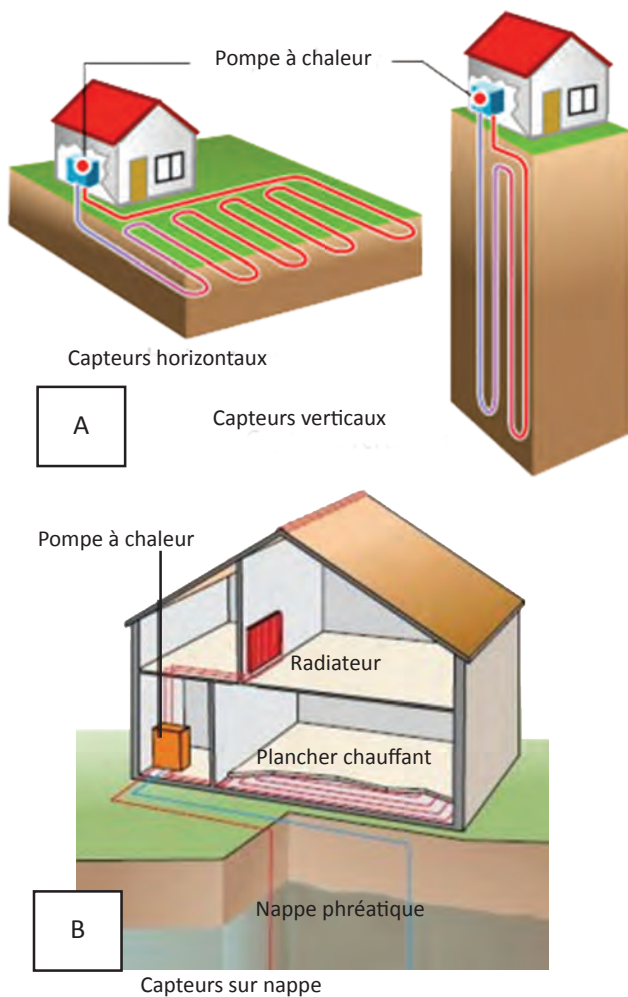 Pompe à chaleur
Capteurs horizontaux
A
Capteurs verticaux
Pompe à chaleur
Radiateur
Plancher chauffant
Nappe phréatique
B
Capteurs sur nappe